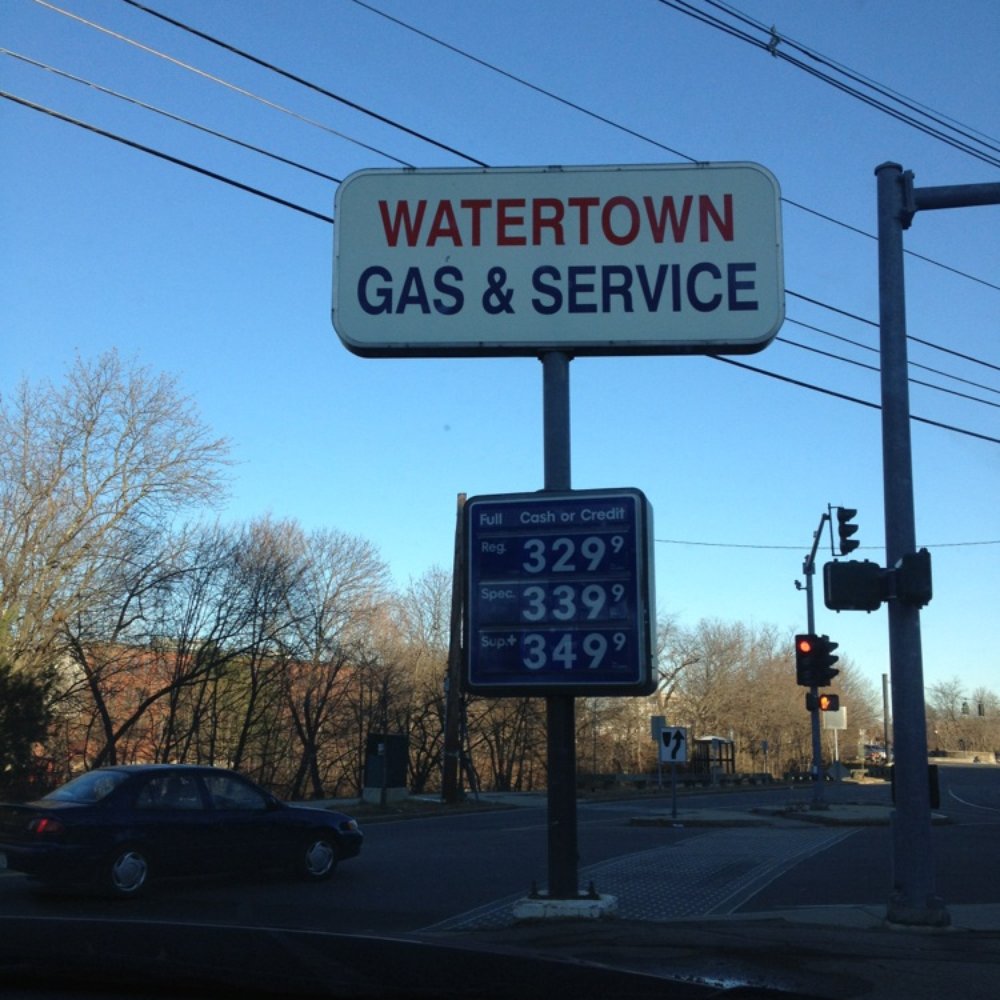 WATERTOWN
GAS & SERVICE
Full Cash or Credit
Reg. 329 9
Spec. 339 9
Sup.+ 349 9